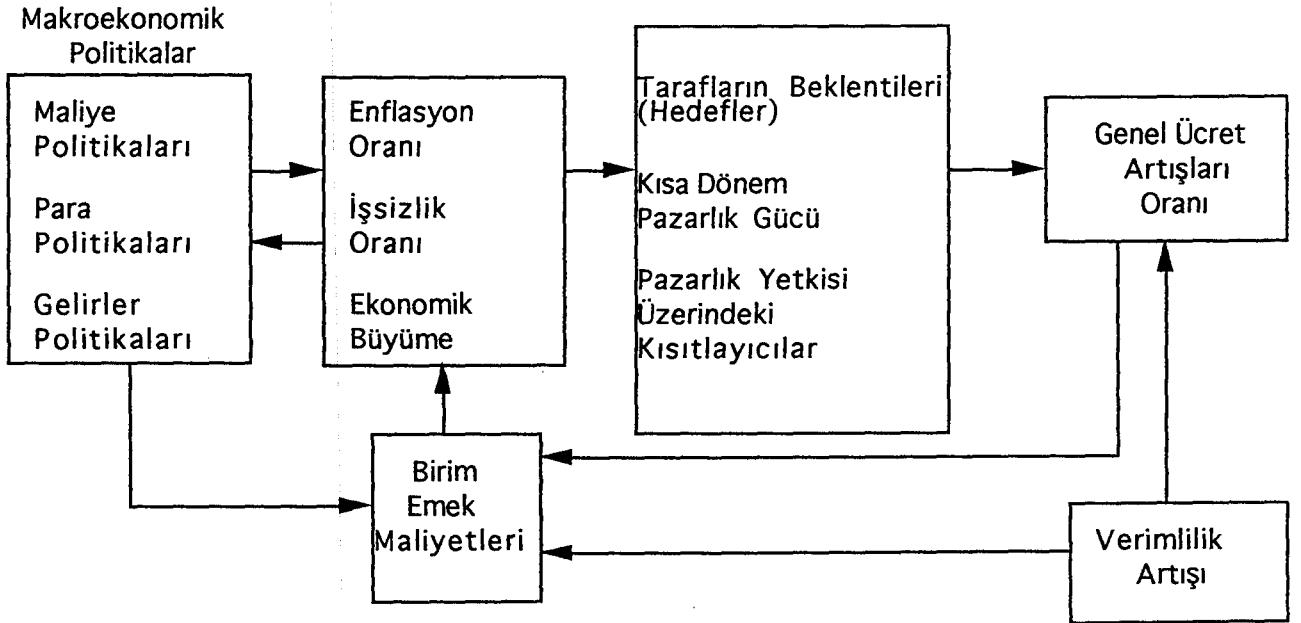 Makroekonomik
Politikalar
Maliye
Politikaları
Para
Politikaları
Gelirler
Politikaları
Enflasyon
Oranı
İşsizlik
Oranı
Ekonomik
Büyüme
Tarafların Beklentileri
(Hedefler)
Kısa Dönem
Pazarlık Gücü
Pazarlık Yetkisi
Üzerindeki
Kısıtlayıcılar
Genel Ücret
Artışları
Oranı
Birim
Emek
Maliyetleri
Verimlilik
Artışı